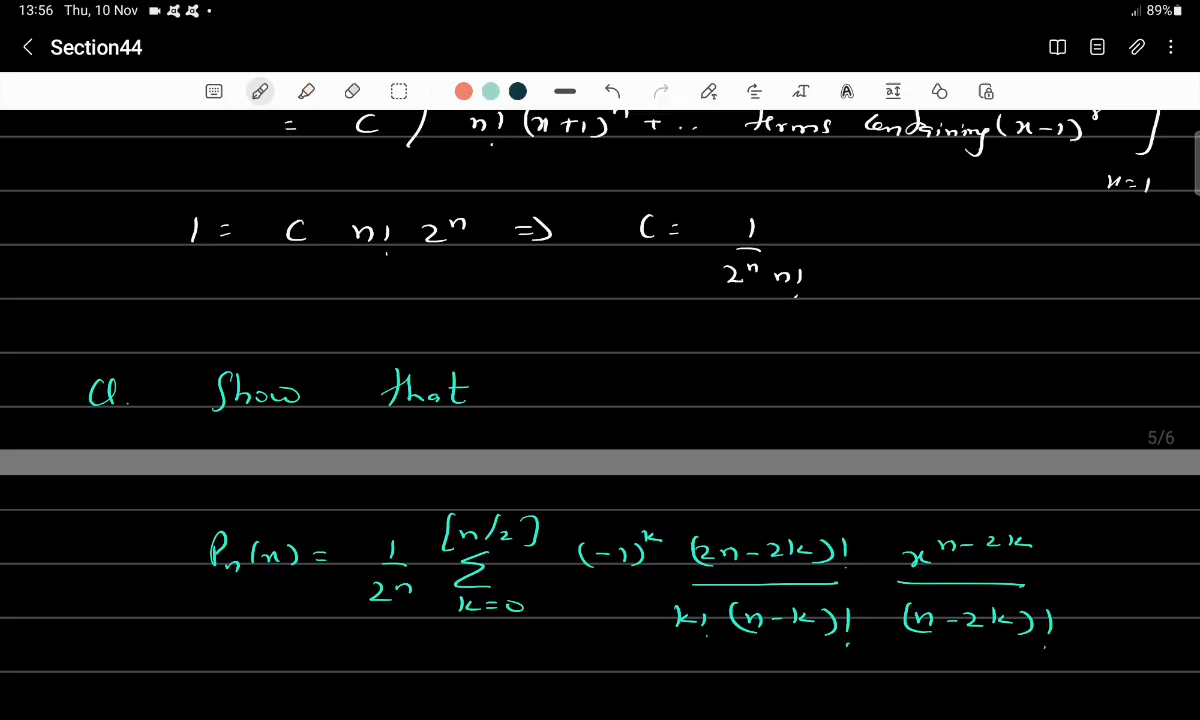 13:56 Thu, 10 Nov 89%
Section44
= C n! (x+1)^n + .. terms containing (x-1)
x=1
1 = C n! 2^n => C = 1 / 2^n n!
Q. Show that
5/6
P_n(x) = 1/2^n Σ_{k=0}^{[n/2]} (-1)^k (2n-2k)! / k! (n-k)! x^{n-2k} / (n-2k)!